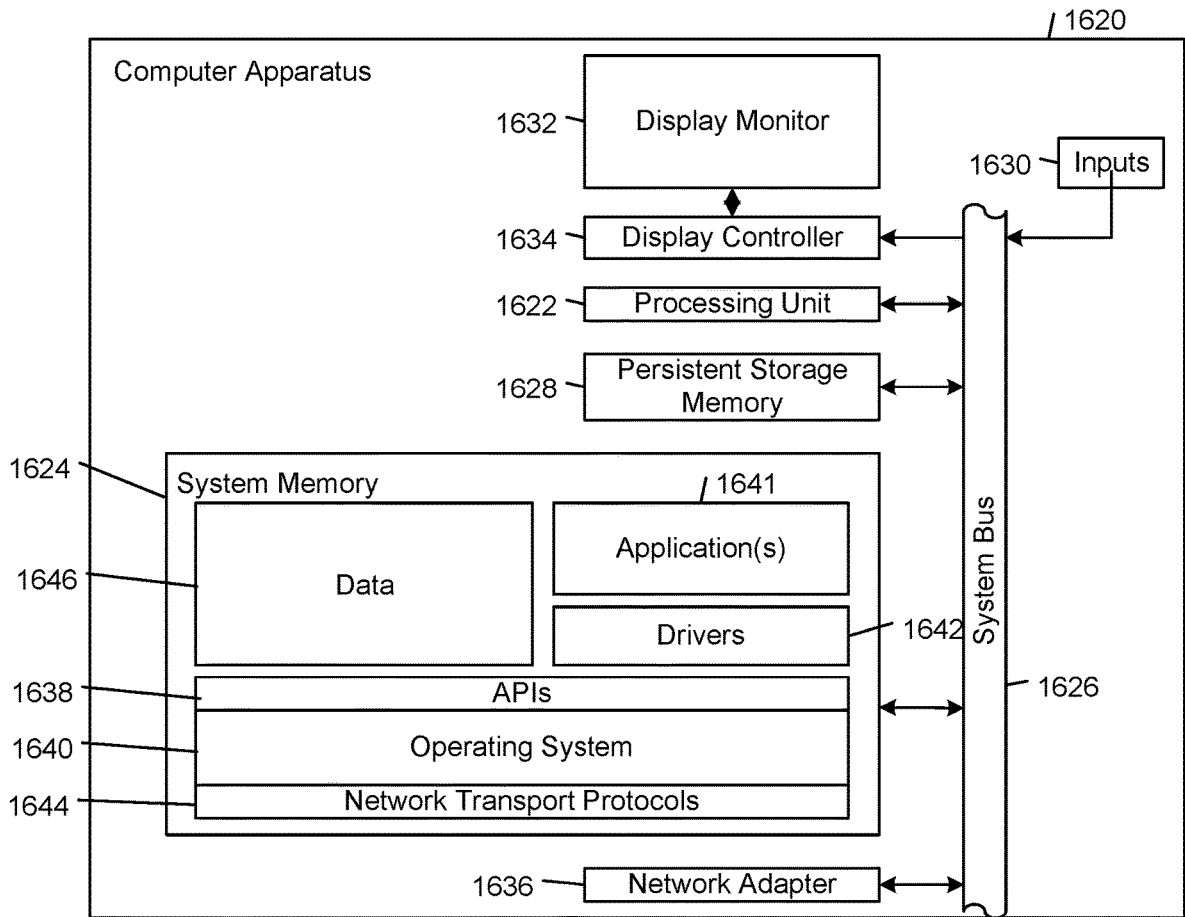 1620
Computer Apparatus
1632
Display Monitor
1630
Inputs
1634
Display Controller
1622
Processing Unit
1628
Persistent Storage
Memory
1624
System Memory
1641
Application(s)
1646
Data
Drivers
1642
System Bus
1626
1638
APIs
1640
Operating System
1644
Network Transport Protocols
1636
Network Adapter